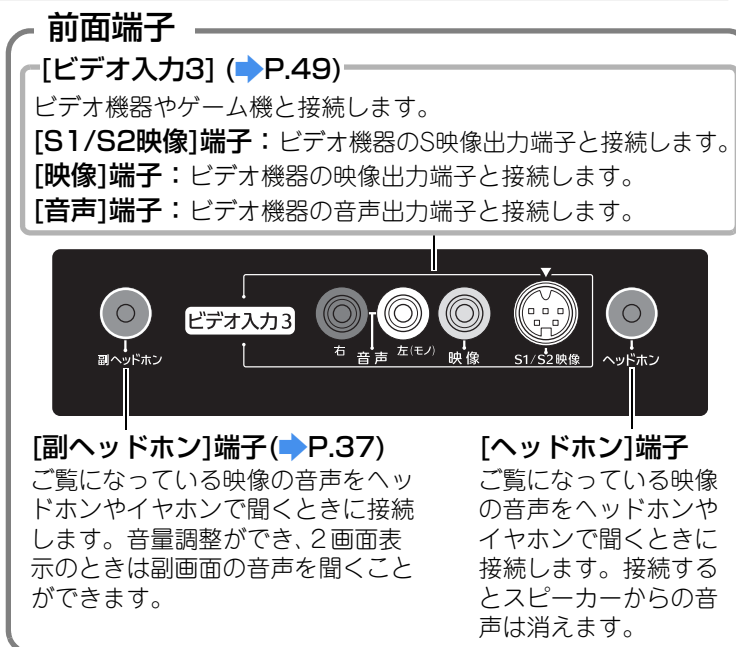 前面端子
[ビデオ入力3] (➡P.49)
ビデオ機器やゲーム機と接続します。
[S1/S2映像]端子：ビデオ機器のS映像出力端子と接続します。
[映像]端子：ビデオ機器の映像出力端子と接続します。
[音声]端子：ビデオ機器の音声出力端子と接続します。
副ヘッドホン
ビデオ入力3
右 音声 左(モノ) 映像 S1/S2映像 ヘッドホン
[副ヘッドホン]端子(➡P.37)
ご覧になっている映像の音声をヘッ
ドホンやイヤホンで聞くときに接続
します。音量調整ができ、2画面表
示のときは副画面の音声を聞くこと
ができます。
[ヘッドホン]端子
ご覧になっている映像
の音声をヘッドホンや
イヤホンで聞くときに
接続します。接続する
とスピーカーからの音
声は消えます。